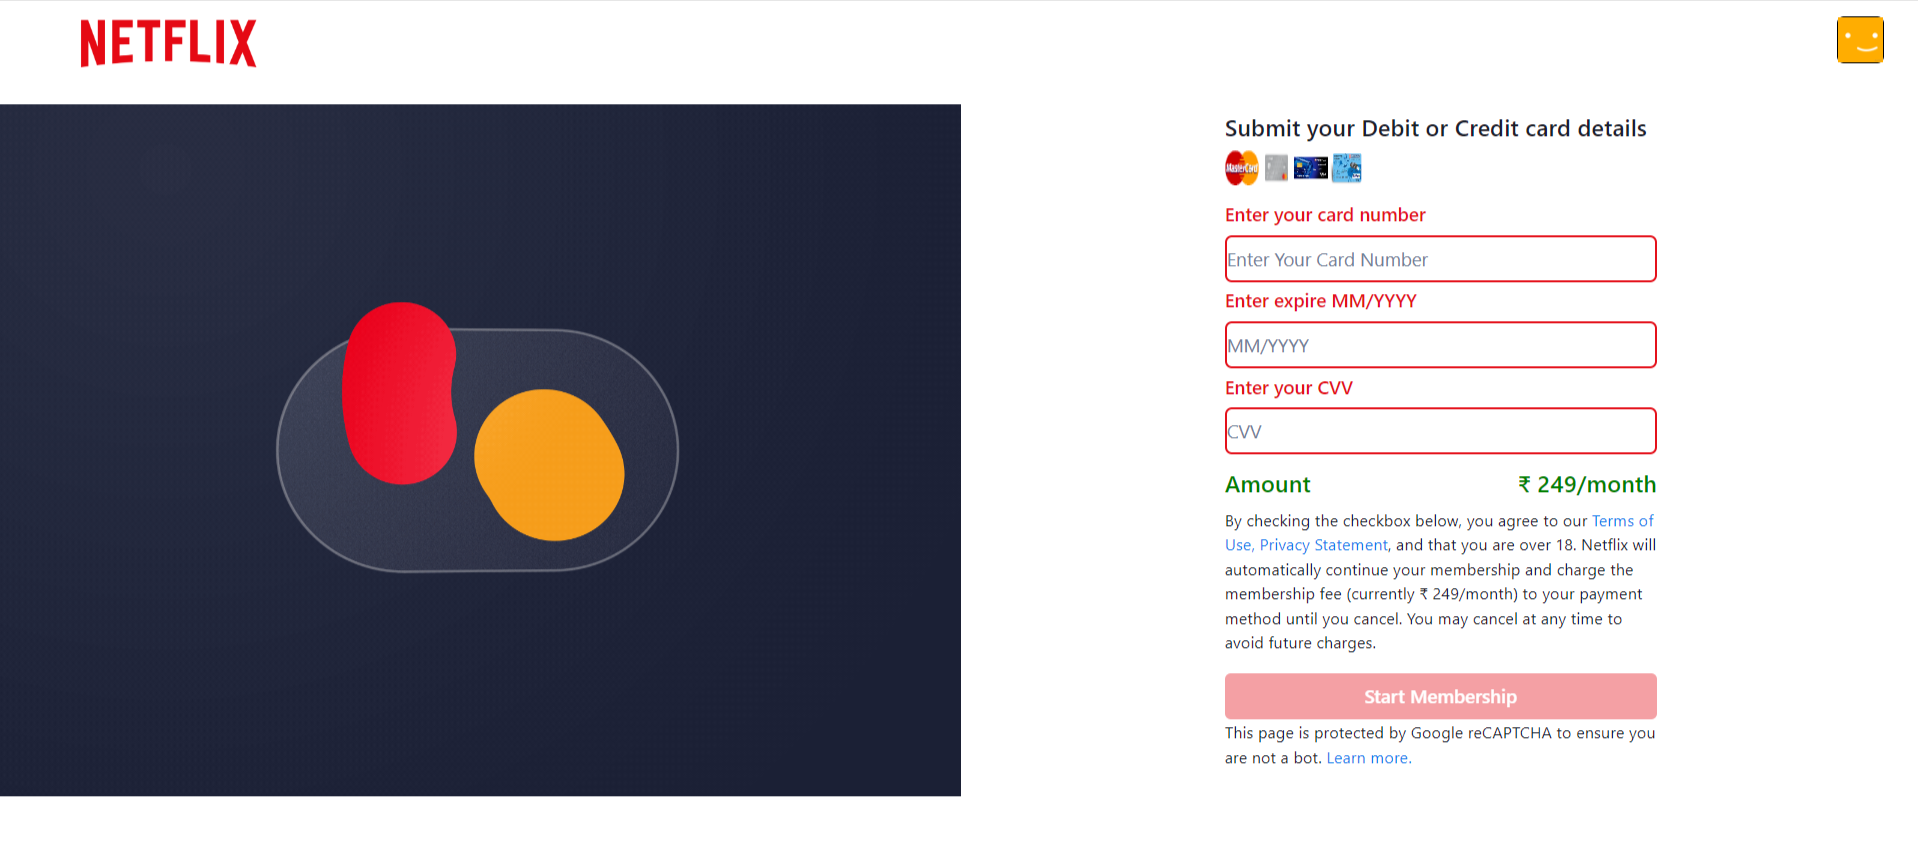 NETFLIX
Submit your Debit or Credit card details
MasterCard
Enter your card number
Enter Your Card Number
Enter expire MM/YYYY
MM/YYYY
Enter your CVV
CVV
Amount ₹ 249/month
By checking the checkbox below, you agree to our Terms of
Use, Privacy Statement, and that you are over 18. Netflix will
automatically continue your membership and charge the
membership fee (currently ₹ 249/month) to your payment
method until you cancel. You may cancel at any time to
avoid future charges.
Start Membership
This page is protected by Google reCAPTCHA to ensure you
are not a bot. Learn more.